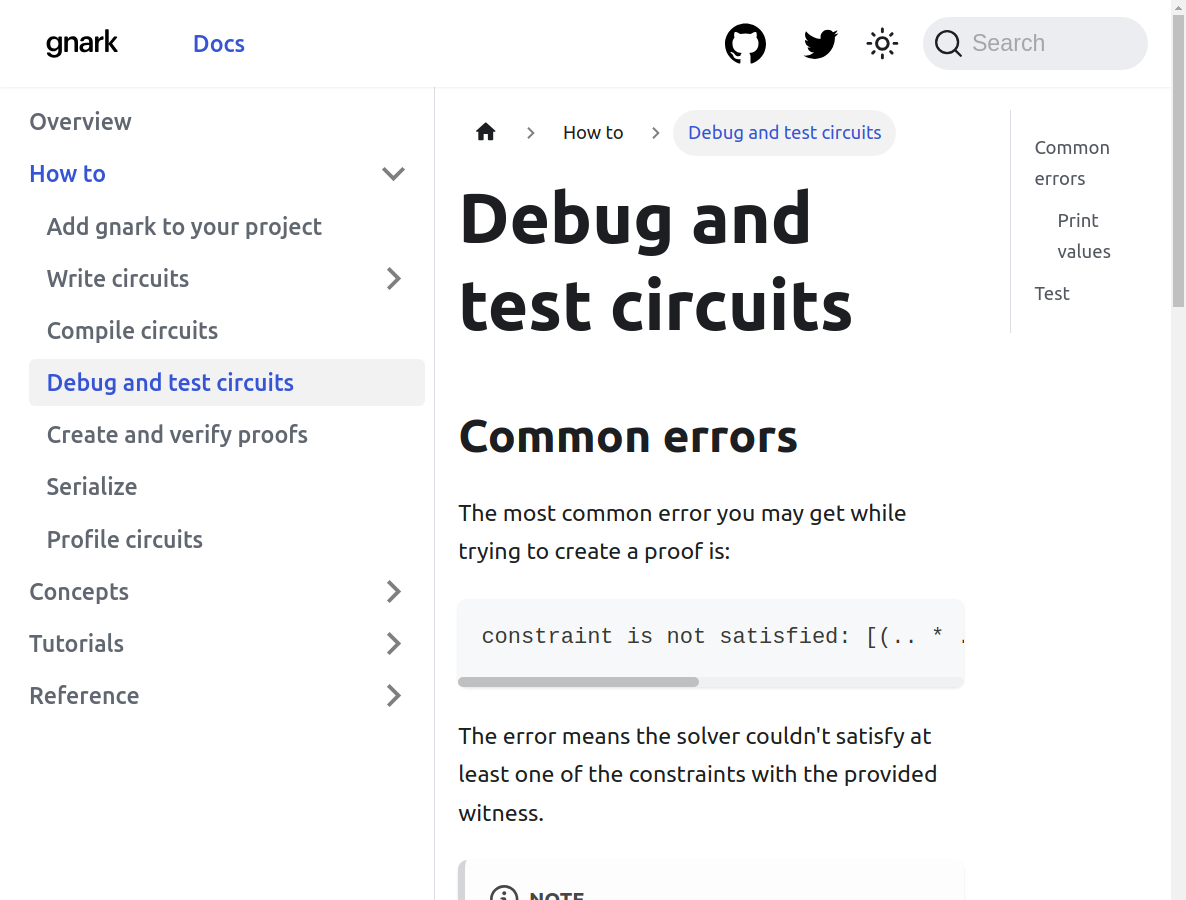 gnark
Docs
Search
Overview
How to
Add gnark to your project
Write circuits
Compile circuits
Debug and test circuits
Create and verify proofs
Serialize
Profile circuits
Concepts
Tutorials
Reference
How to
Debug and test circuits
Debug and
test circuits
Common errors
The most common error you may get while
trying to create a proof is:
constraint is not satisfied: [(.. * .
The error means the solver couldn't satisfy at
least one of the constraints with the provided
witness.
NOTE
Common
errors
Print
values
Test